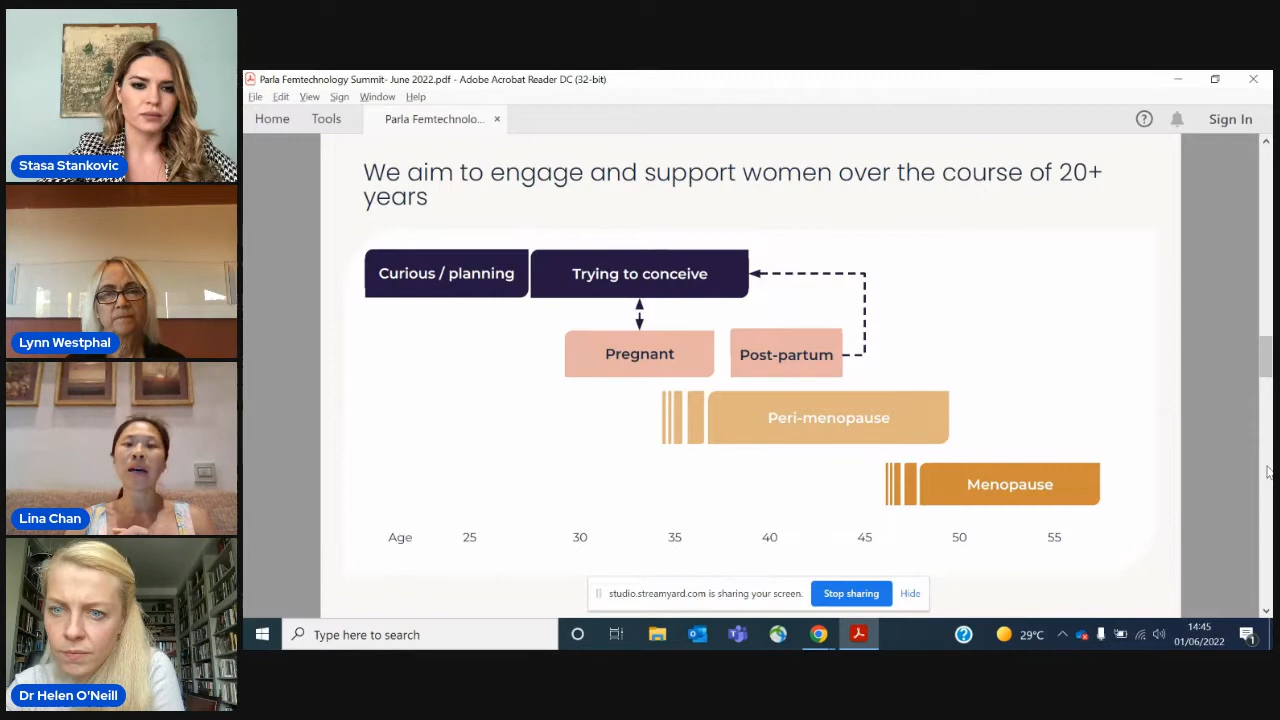 Stasa Stankovic
Lynn Westphal
Lina Chan
Dr Helen O'Neill
Parla Femtechnology Summit- June 2022.pdf - Adobe Acrobat Reader DC (32-bit)
File Edit View Sign Window Help
Home Tools Parla Femtechnolo... × Sign In
We aim to engage and support women over the course of 20+
years
Curious / planning Trying to conceive
Pregnant Post-partum
Peri-menopause
Menopause
Age 25 30 35 40 45 50 55
studio.streamyard.com is sharing your screen. Stop sharing Hide
Type here to search 29°C 14:45
01/06/2022